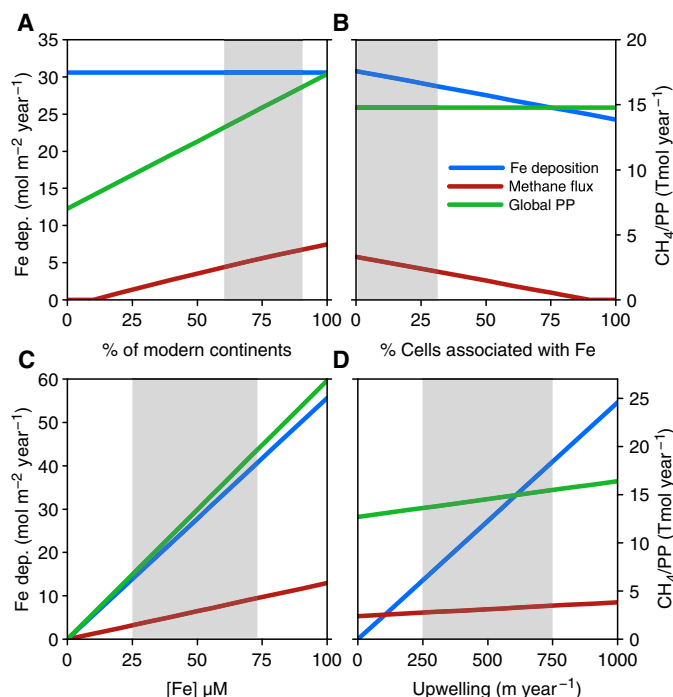 A
B
35
30
25
20
15
10
5
0
Fe dep. (mol m⁻² year⁻¹)
0 25 50 75 100
% of modern continents
20
15
10
5
0
CH₄/PP (Tmol year⁻¹)
Fe deposition
Methane flux
Global PP
0 25 50 75 100
% Cells associated with Fe
C
D
60
50
40
30
20
10
0
Fe dep. (mol m⁻² year⁻¹)
0 25 50 75 100
[Fe] µM
25
20
15
10
5
0
CH₄/PP (Tmol year⁻¹)
0 250 500 750 1000
Upwelling (m year⁻¹)